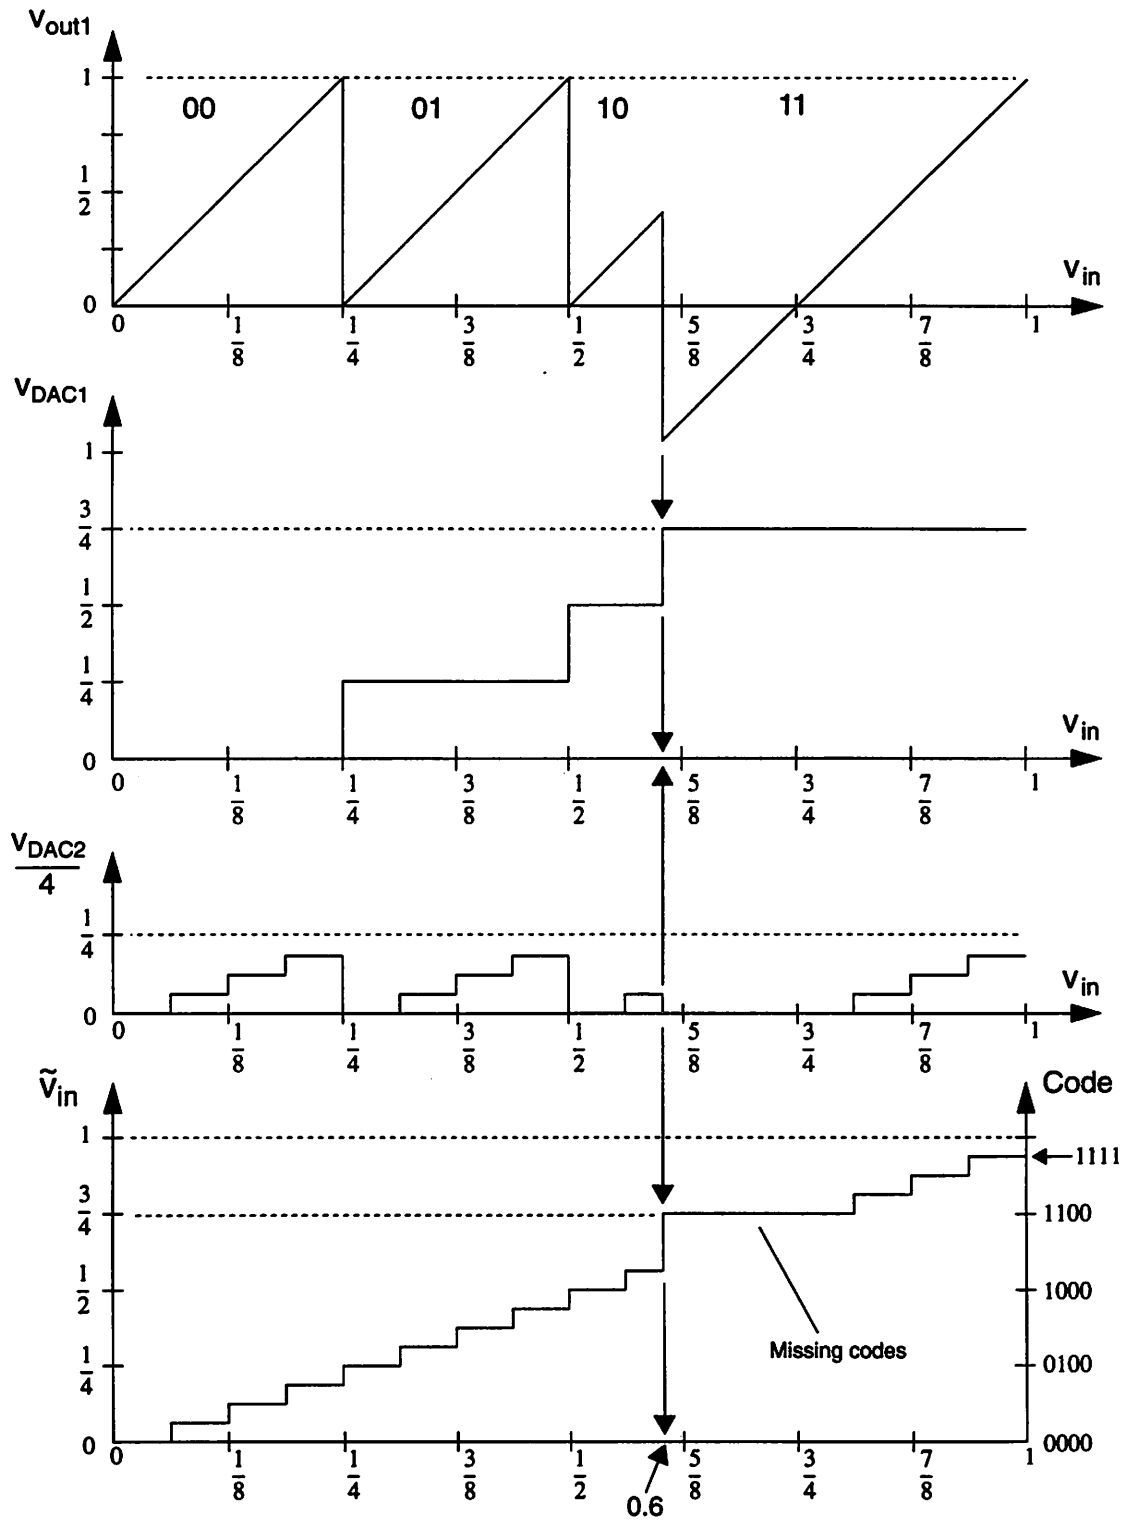 Vout1
1
00 01 10 11
1/2
0
Vin
0 1/8 1/4 3/8 1/2 5/8 3/4 7/8 1
VDAC1
1
3/4
1/2
1/4
0
Vin
0 1/8 1/4 3/8 1/2 5/8 3/4 7/8 1
VDAC2/4
1/4
0
Vin
0 1/8 1/4 3/8 1/2 5/8 3/4 7/8 1
ṽin
Code
1
1111
3/4
1100
1/2
1000
Missing codes
1/4
0100
0
0000
0 1/8 1/4 3/8 1/2 5/8 3/4 7/8 1
0.6